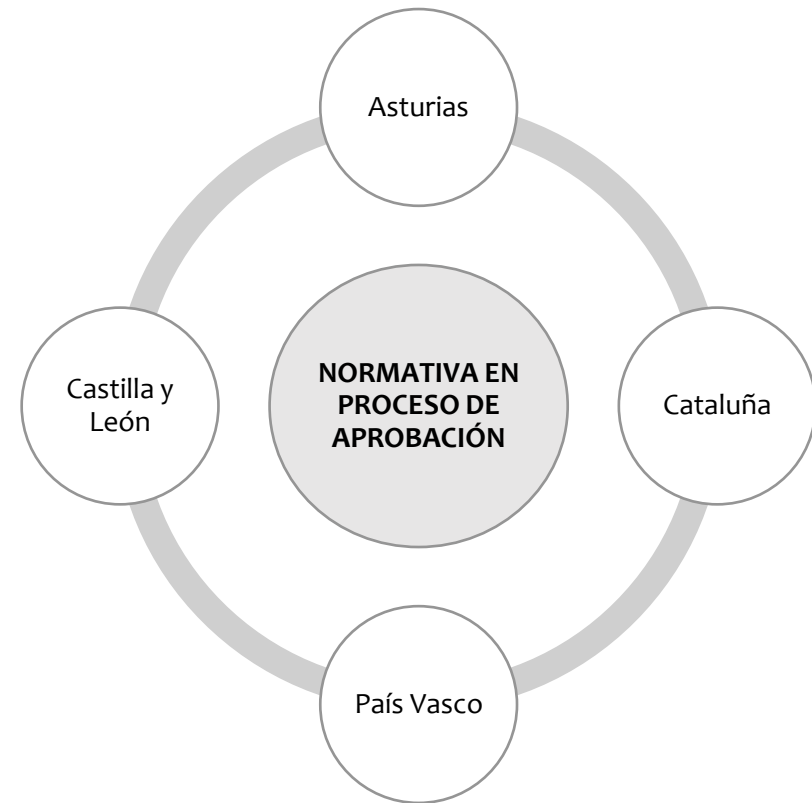 Asturias
Castilla y
León
NORMATIVA EN
PROCESO DE
APROBACIÓN
Cataluña
País Vasco